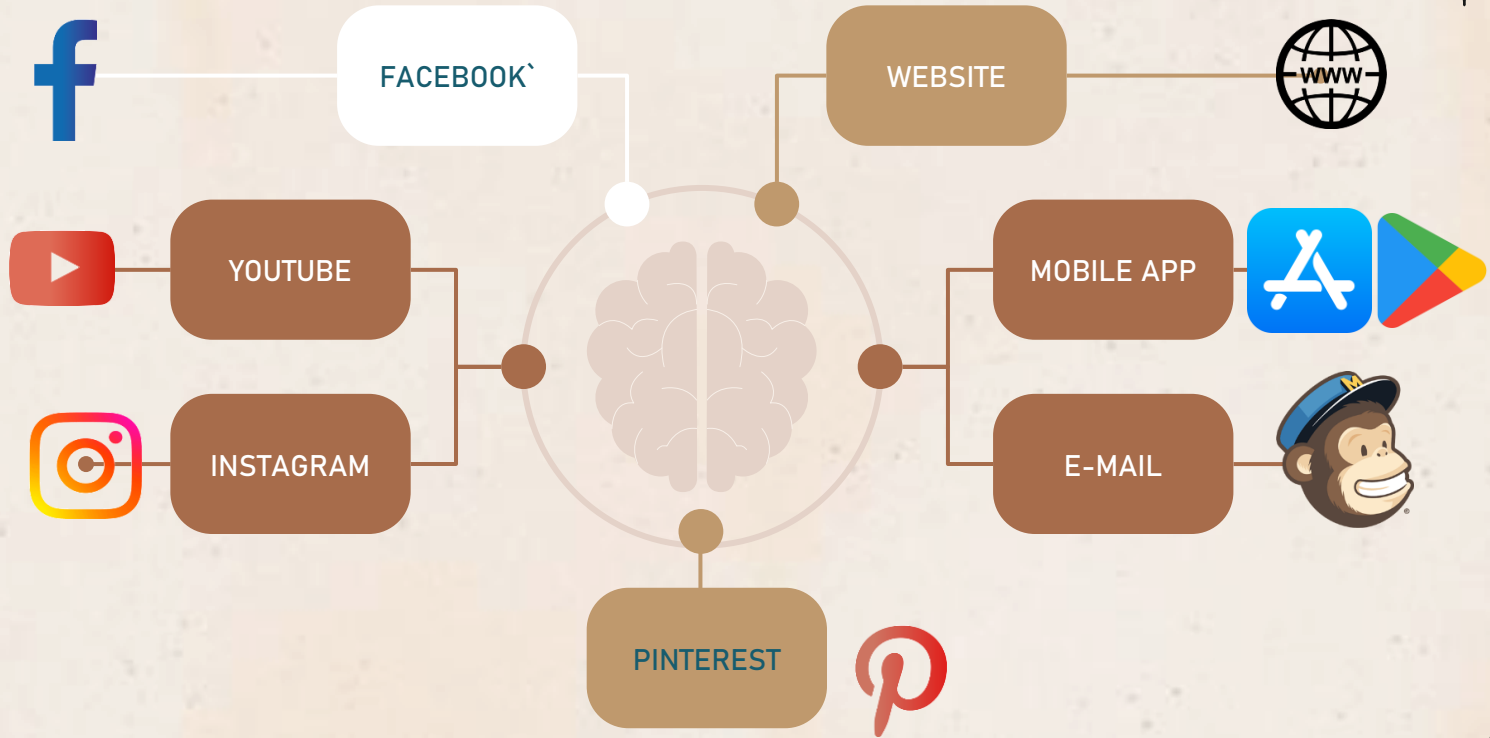 FACEBOOK`
WEBSITE
WWW
YOUTUBE
MOBILE APP
INSTAGRAM
E-MAIL
M
PINTEREST